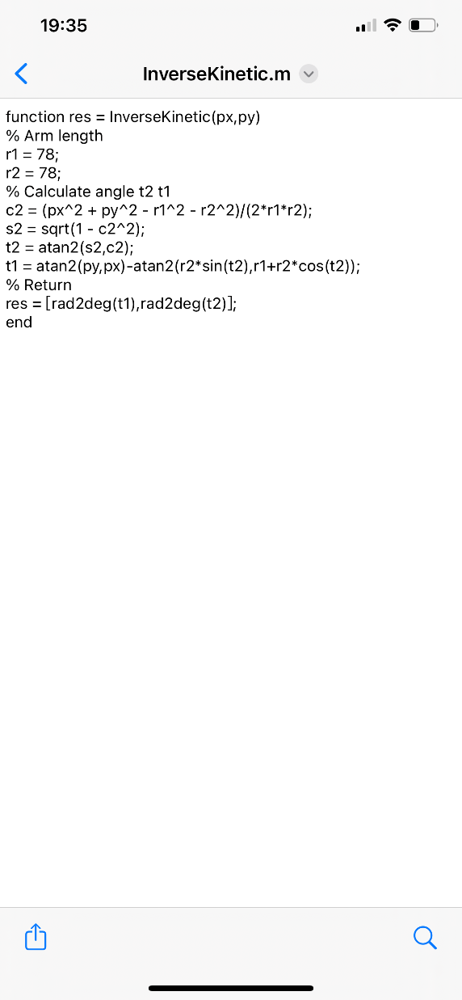 19:35
InverseKinetic.m
function res = InverseKinetic(px,py)
% Arm length
r1 = 78;
r2 = 78;
% Calculate angle t2 t1
c2 = (px^2 + py^2 - r1^2 - r2^2)/(2*r1*r2);
s2 = sqrt(1 - c2^2);
t2 = atan2(s2,c2);
t1 = atan2(py,px)-atan2(r2*sin(t2),r1+r2*cos(t2));
% Return
res = [rad2deg(t1),rad2deg(t2)];
end